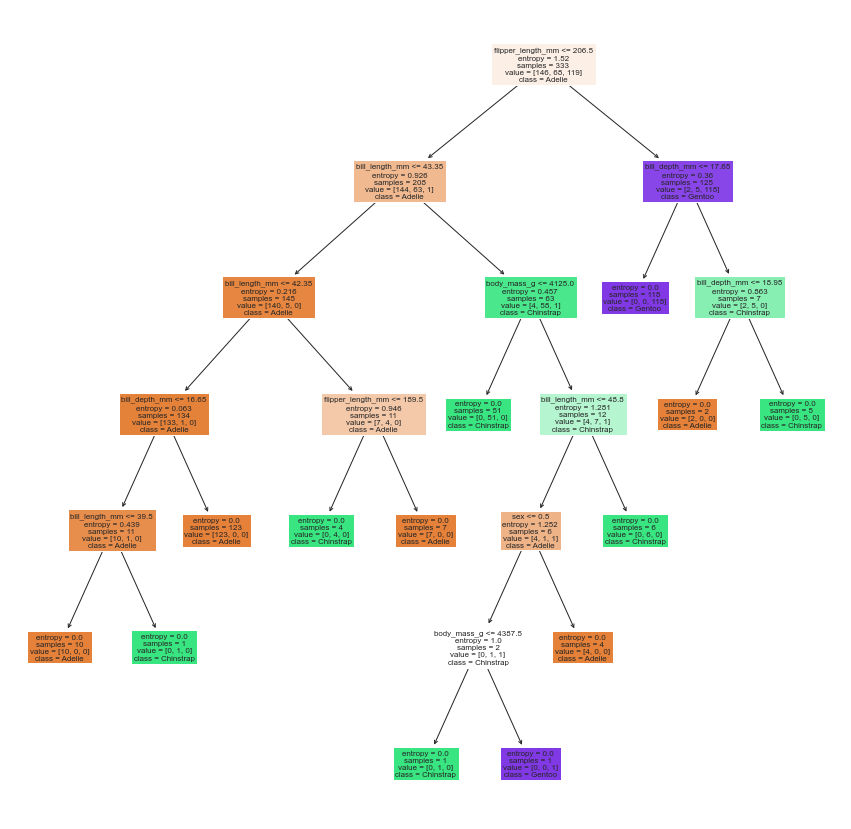 flipper_length_mm <= 206.5
entropy = 1.52
samples = 333
value = [146, 68, 119]
class = Adelie
bill_length_mm <= 43.35
entropy = 0.926
samples = 208
value = [144, 63, 1]
class = Adelie
bill_depth_mm <= 17.65
entropy = 0.36
samples = 125
value = [2, 5, 118]
class = Gentoo
bill_length_mm <= 42.35
entropy = 0.216
samples = 145
value = [140, 5, 0]
class = Adelie
body_mass_g <= 4125.0
entropy = 0.457
samples = 63
value = [4, 58, 1]
class = Chinstrap
entropy = 0.0
samples = 118
value = [0, 0, 118]
class = Gentoo
bill_depth_mm <= 18.95
entropy = 0.863
samples = 7
value = [2, 5, 0]
class = Chinstrap
bill_depth_mm <= 16.65
entropy = 0.063
samples = 134
value = [133, 1, 0]
class = Adelie
flipper_length_mm <= 189.5
entropy = 0.946
samples = 11
value = [7, 4, 0]
class = Adelie
entropy = 0.0
samples = 51
value = [0, 51, 0]
class = Chinstrap
bill_length_mm <=
entropy = 1.281
samples = 12
value = [4, 7, 1]
class = Chinstrap
entropy = 0.0
samples = 2
value = [2, 0, 0]
class = Adelie
entropy = 0.0
samples = 5
value = [0, 5, 0]
class = Chinstrap
bill_length_mm <= 39.5
entropy = 0.439
samples = 11
value = [10, 1, 0]
class = Adelie
entropy = 0.0
samples = 123
value = [123, 0, 0]
class = Adelie
entropy = 0.0
samples = 4
value = [0, 4, 0]
class = Chinstrap
entropy = 0.0
samples = 7
value = [7, 0, 0]
class = Adelie
sex <= 0.5
entropy = 1.252
samples = 6
value = [4, 1, 1]
class = Adelie
entropy = 0.0
samples = 6
value = [0, 6, 0]
class = Chinstrap
entropy = 0.0
samples = 10
value = [10, 0, 0]
class = Adelie
entropy = 0.0
samples = 1
value = [0, 1, 0]
class = Chinstrap
body_mass_g <= 4387.5
entropy = 1.0
samples = 2
value = [0, 1, 1]
class = Chinstrap
entropy = 0.0
samples = 4
value = [4, 0, 0]
class = Adelie
entropy = 0.0
samples = 1
value = [0, 1, 0]
class = Chinstrap
entropy = 0.0
samples = 1
value = [0, 0, 1]
class = Gentoo